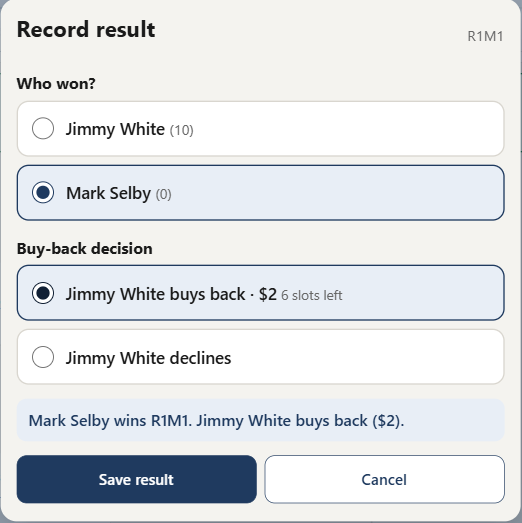 Record result
R1M1
Who won?
Jimmy White (10)
Mark Selby (0)
Buy-back decision
Jimmy White buys back · $2 6 slots left
Jimmy White declines
Mark Selby wins R1M1. Jimmy White buys back ($2).
Save result
Cancel